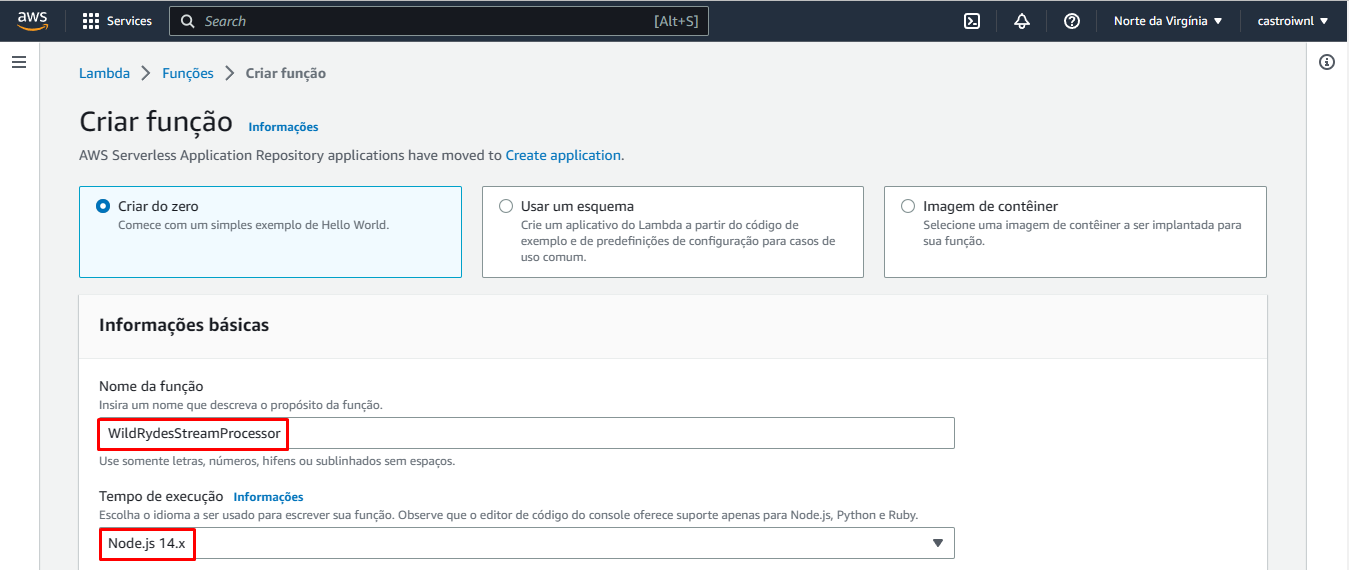 aws
Services
Search
[Alt+S]
Norte da Virgínia
castroiwnl
Lambda
Funções
Criar função
Criar função
Informações
AWS Serverless Application Repository applications have moved to Create application.
Criar do zero
Comece com um simples exemplo de Hello World.
Usar um esquema
Crie um aplicativo do Lambda a partir do código de
exemplo e de predefinições de configuração para casos de
uso comum.
Imagem de contêiner
Selecione uma imagem de contêiner a ser implantada para
sua função.
Informações básicas
Nome da função
Insira um nome que descreva o propósito da função.
WildRydesStreamProcessor
Use somente letras, números, hifens ou sublinhados sem espaços.
Tempo de execução
Informações
Escolha o idioma a ser usado para escrever sua função. Observe que o editor de código do console oferece suporte apenas para Node.js, Python e Ruby.
Node.js 14.x